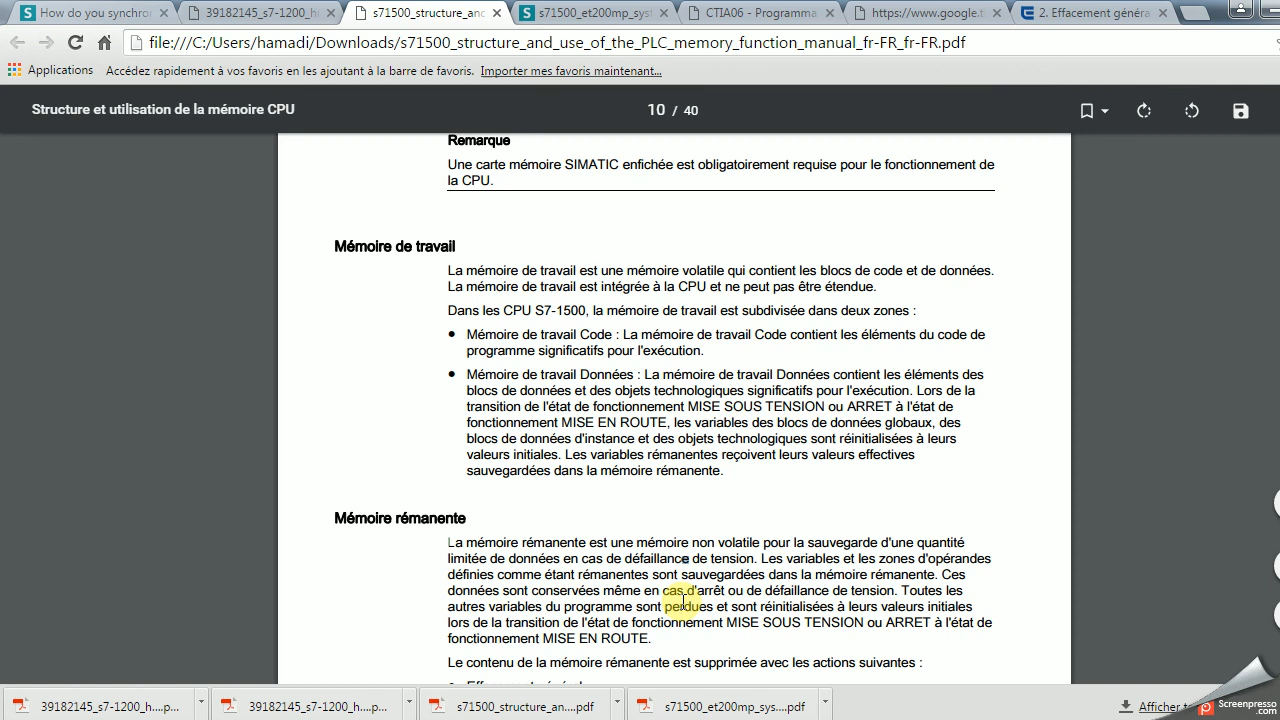 How do you synchron
39182145_s7-1200_h
s71500_structure_an
s71500_et200mp_sys
CTIA06 - Programma
https://www.google.t
2. Effacement généra
file:///C:/Users/hamadi/Downloads/s71500_structure_and_use_of_the_PLC_memory_function_manual_fr-FR_fr-FR.pdf
Applications Accédez rapidement à vos favoris en les ajoutant à la barre de favoris. Importer mes favoris maintenant...
Structure et utilisation de la mémoire CPU 10 / 40
Remarque
Une carte mémoire SIMATIC enfichée est obligatoirement requise pour le fonctionnement de
la CPU.
Mémoire de travail
La mémoire de travail est une mémoire volatile qui contient les blocs de code et de données.
La mémoire de travail est intégrée à la CPU et ne peut pas être étendue.
Dans les CPU S7-1500, la mémoire de travail est subdivisée dans deux zones :
● Mémoire de travail Code : La mémoire de travail Code contient les éléments du code de
programme significatifs pour l'exécution.
● Mémoire de travail Données : La mémoire de travail Données contient les éléments des
blocs de données et des objets technologiques significatifs pour l'exécution. Lors de la
transition de l'état de fonctionnement MISE SOUS TENSION ou ARRET à l'état de
fonctionnement MISE EN ROUTE, les variables des blocs de données globaux, des
blocs de données d'instance et des objets technologiques sont réinitialisées à leurs
valeurs initiales. Les variables rémanentes reçoivent leurs valeurs effectives
sauvegardées dans la mémoire rémanente.
Mémoire rémanente
La mémoire rémanente est une mémoire non volatile pour la sauvegarde d'une quantité
limitée de données en cas de défaillance de tension. Les variables et les zones d'opérandes
définies comme étant rémanentes sont sauvegardées dans la mémoire rémanente. Ces
données sont conservées même en cas d'arrêt ou de défaillance de tension. Toutes les
autres variables du programme sont perdues et sont réinitialisées à leurs valeurs initiales
lors de la transition de l'état de fonctionnement MISE SOUS TENSION ou ARRET à l'état de
fonctionnement MISE EN ROUTE.
Le contenu de la mémoire rémanente est supprimée avec les actions suivantes :
39182145_s7-1200_h....p...
39182145_s7-1200_h....p...
s71500_structure_an....pdf
s71500_et200mp_sys....pdf
Afficher
Screenpresso
.com